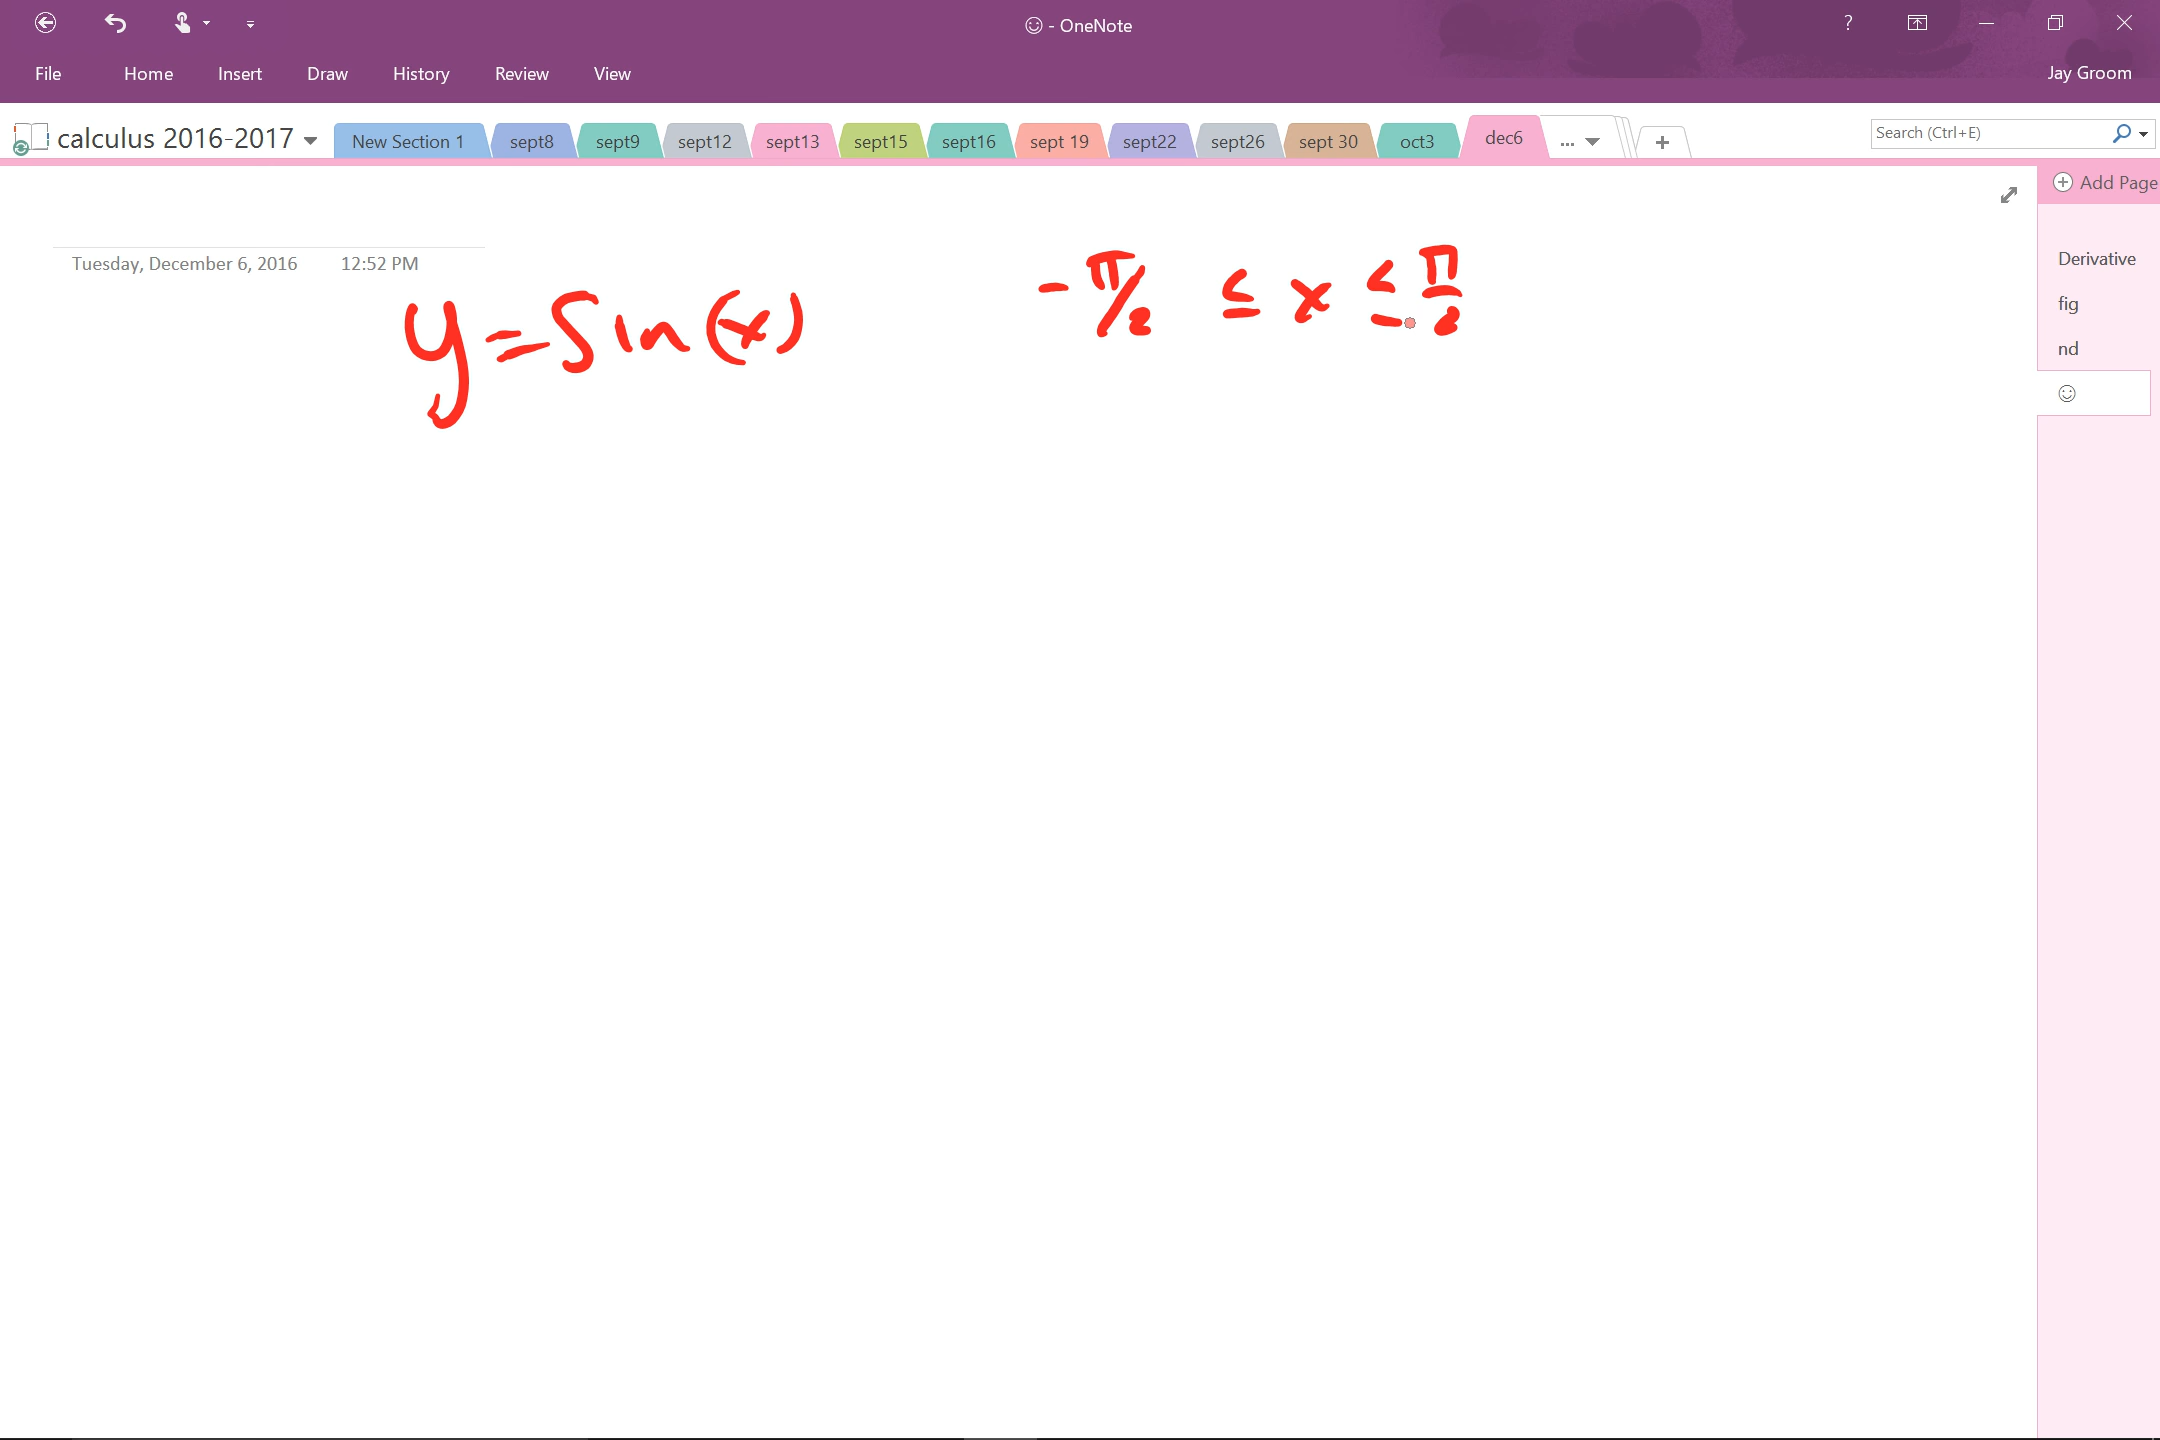 ☺ - OneNote
?
File Home Insert Draw History Review View
Jay Groom
calculus 2016-2017
New Section 1 sept8 sept9 sept12 sept13 sept15 sept16 sept 19 sept22 sept26 sept 30 oct3 dec6 ... +
Search (Ctrl+E)
Add Page
Tuesday, December 6, 2016 12:52 PM
y=Sin(x)
-π/2 ≤ x ≤ π/2
Derivative
fig
nd
☺